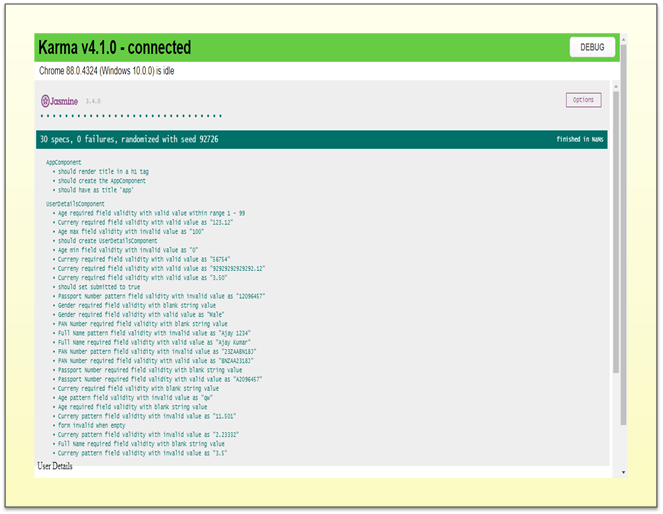 Karma v4.1.0 - connected
DEBUG
Chrome 88.0.4324 (Windows 10.0.0) is idle
Jasmine 3.4.0
Options
30 specs, 0 failures, randomized with seed 92726
finished in NaNs
AppComponent
• should render title in a h1 tag
• should create the AppComponent
• should have as title 'app'
UserDetailsComponent
• Age required field validity with valid value within range 1 - 99
• Curreny required field validity with valid value as "123.12"
• Age max field validity with invalid value as "100"
• should create UserDetailsComponent
• Age min field validity with invalid value as "0"
• Curreny required field validity with valid value as "56754"
• Curreny required field validity with valid value as "92929292929292.12"
• Curreny required field validity with valid value as "3.50"
• should set submitted to true
• Passport Number pattern field validity with invalid value as "12096457"
• Gender required field validity with blank string value
• Gender required field validity with valid value as "Male"
• PAN Number required field validity with blank string value
• Full Name pattern field validity with invalid value as "Ajay 1234"
• Full Name required field validity with valid value as "Ajay Kumar"
• PAN Number pattern field validity with invalid value as "23ZAABN18J"
• PAN Number required field validity with valid value as "BNZAA2318J"
• Passport Number required field validity with blank string value
• Passport Number required field validity with valid value as "A2096457"
• Curreny required field validity with blank string value
• Age pattern field validity with invalid value as "qw"
• Age required field validity with blank string value
• Curreny pattern field validity with invalid value as "11.501"
• form invalid when empty
• Curreny pattern field validity with invalid value as "2.23332"
• Full Name required field validity with blank string value
• Curreny pattern field validity with invalid value as "3.5"
User Details